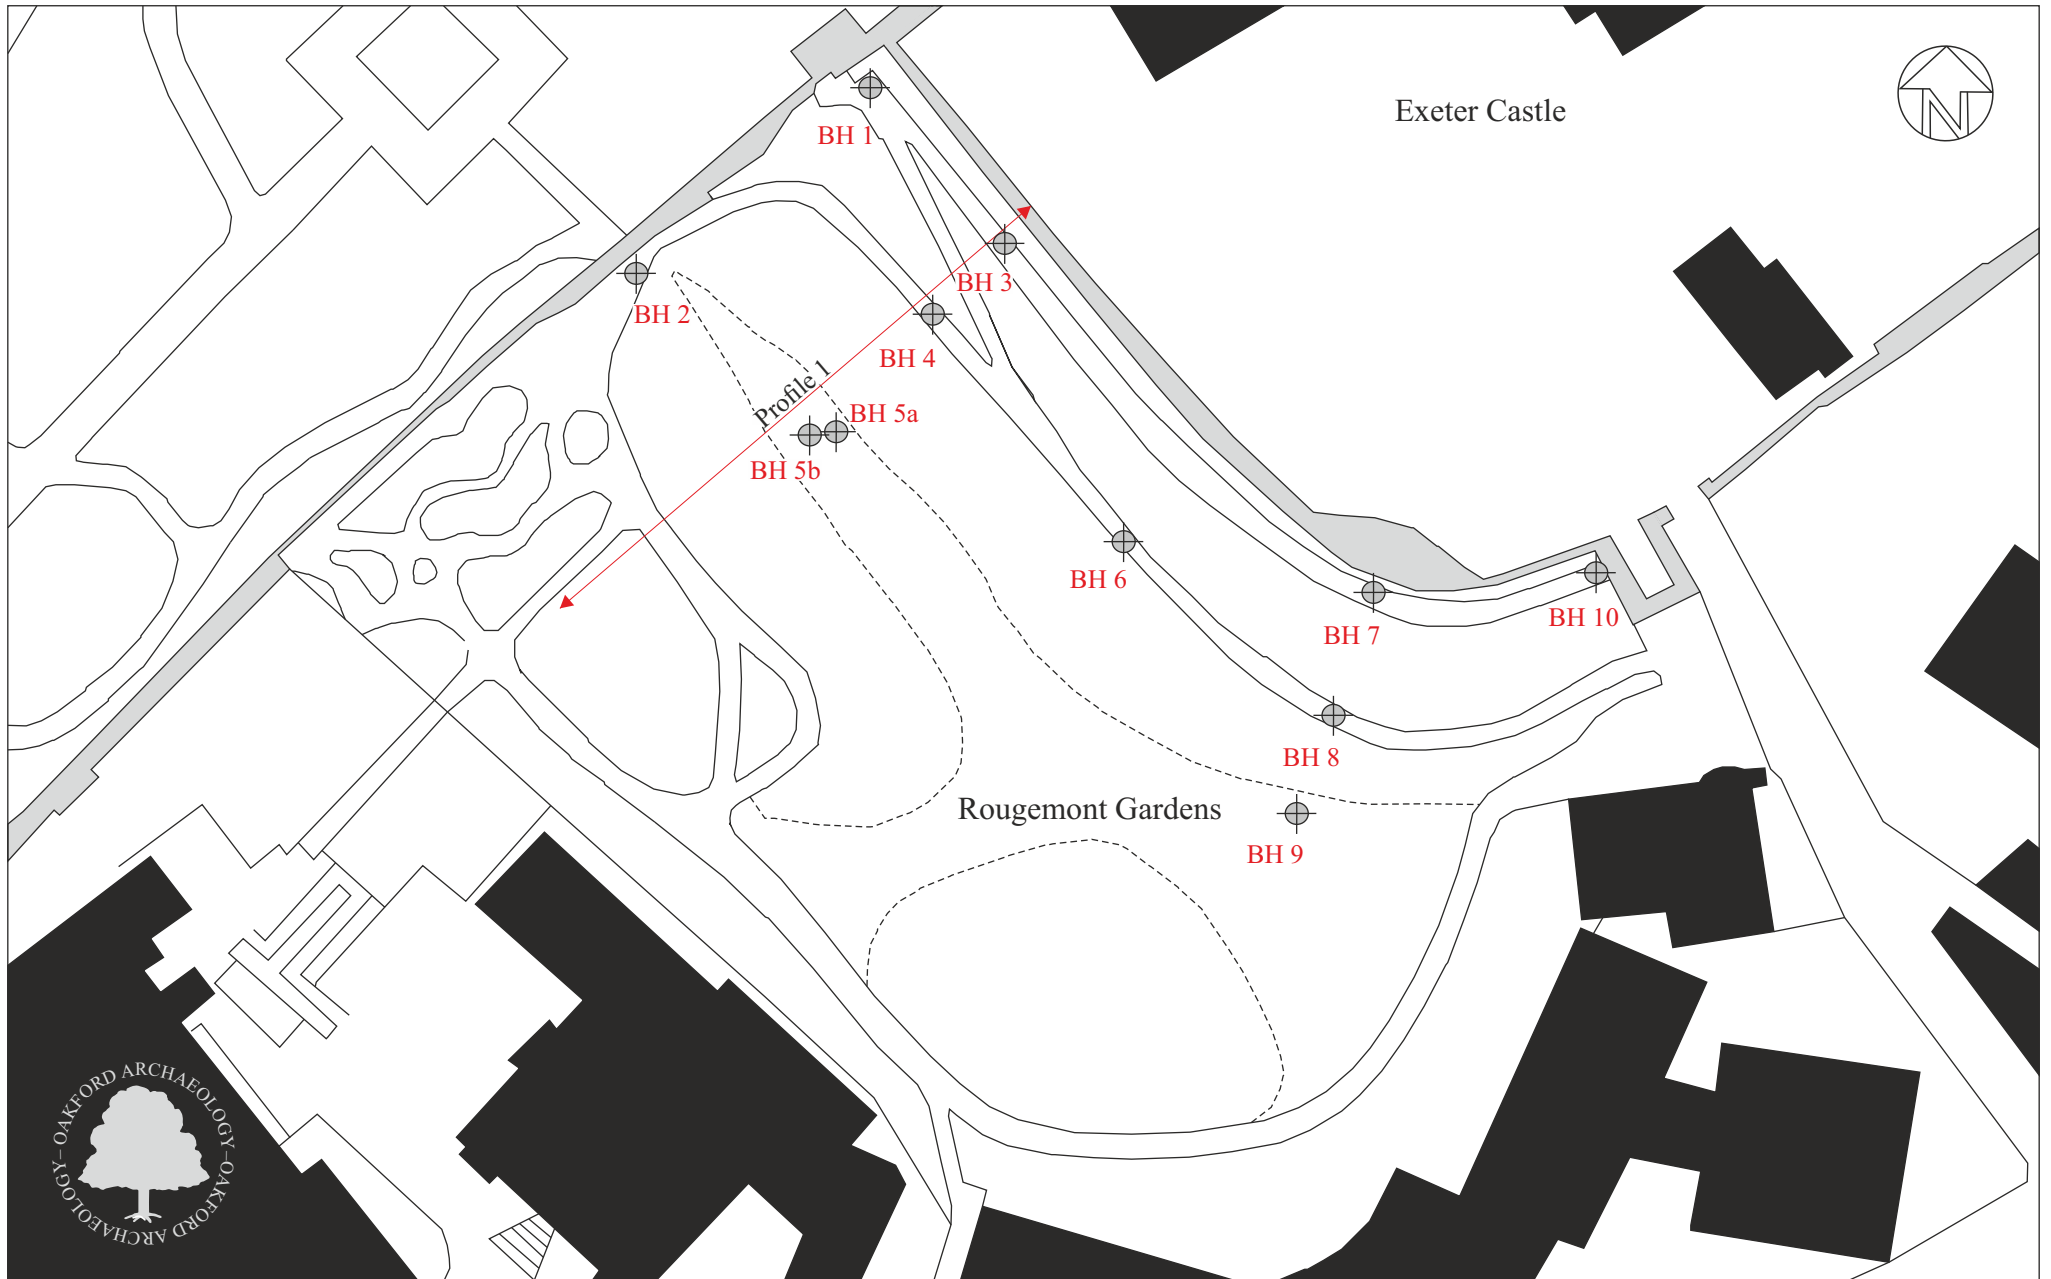 Exeter Castle
N
BH 1
BH 3
BH 2
BH 4
Profile 1
BH 5a
BH 5b
BH 6
BH 7
BH 10
BH 8
Rougemont Gardens
BH 9
OAKFORD ARCHAEOLOGY – OAKFORD ARCHAEOLOGY –